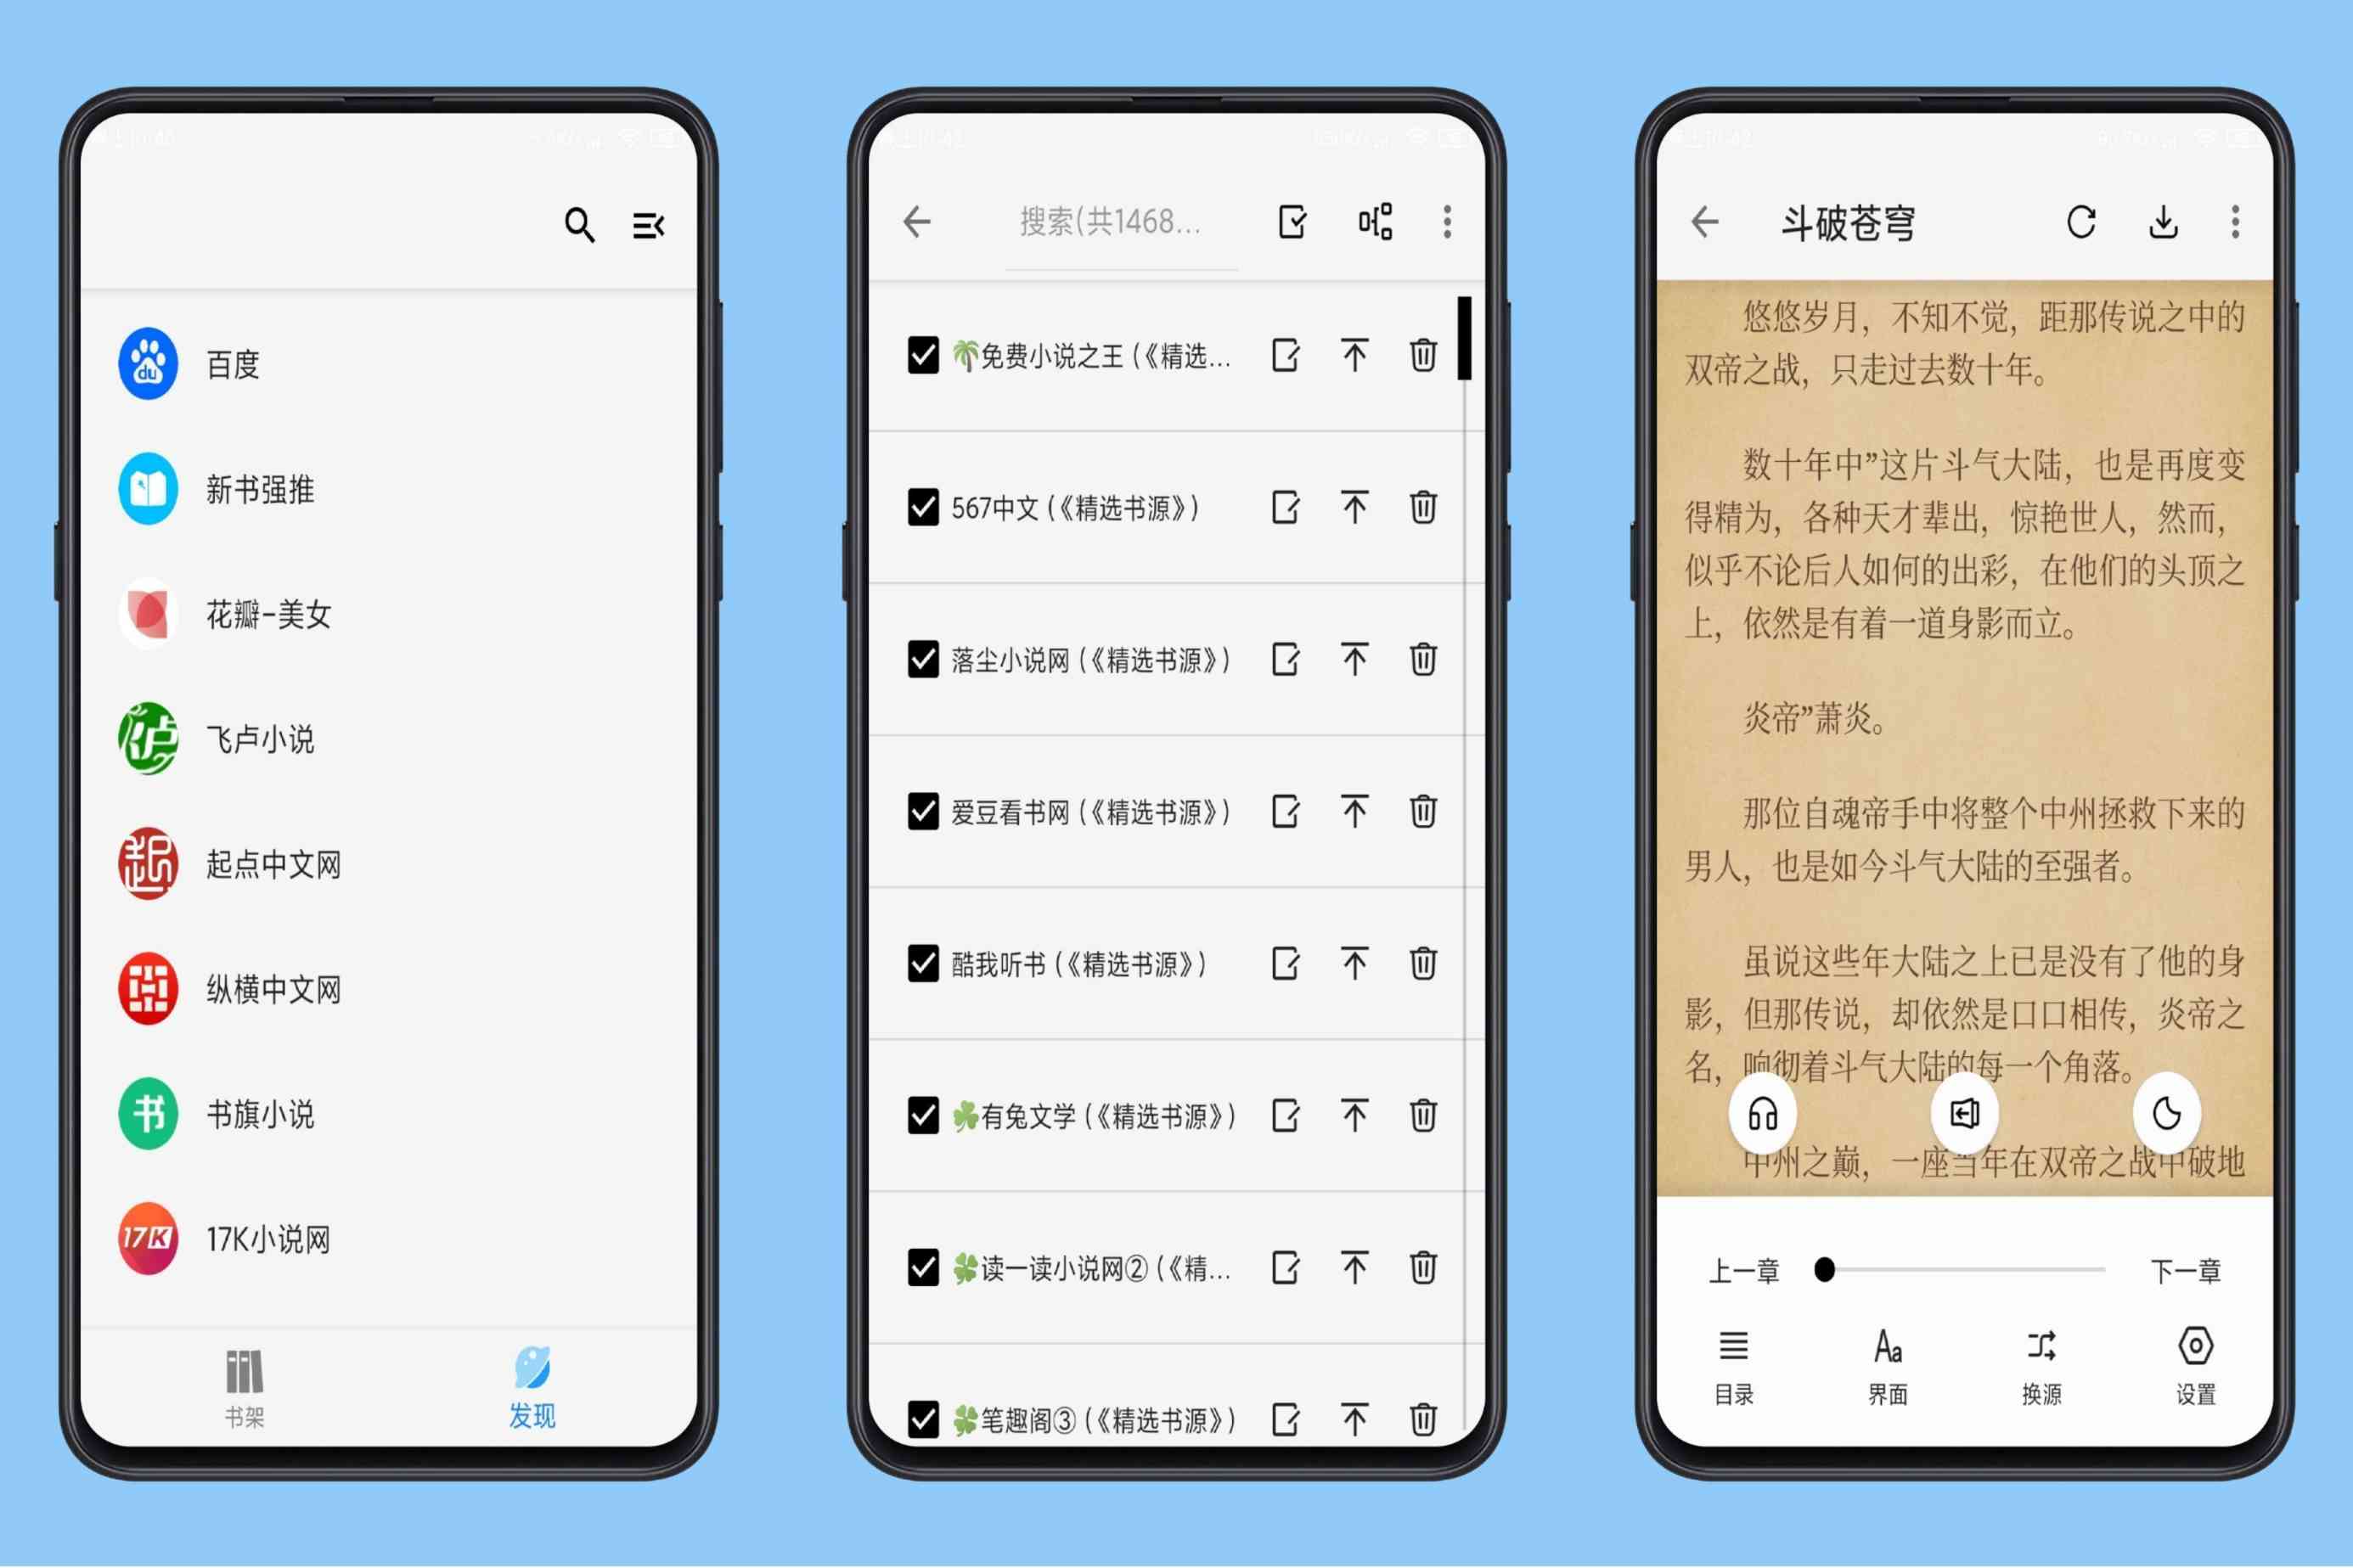 百度
新书强推
花瓣-美女
飞卢小说
起点中文网
纵横中文网
书
书旗小说
17K
17K小说网
书架
发现
搜索(共1468...
免费小说之王 (《精选...
567中文 (《精选书源》)
落尘小说网 (《精选书源》)
爱豆看书网 (《精选书源》)
酷我听书 (《精选书源》)
有兔文学 (《精选书源》)
读一读小说网② (《精...
笔趣阁③ (《精选书源》)
斗破苍穹
悠悠岁月，不知不觉，距那传说之中的
双帝之战，只走过去数十年。
数十年中”这片斗气大陆，也是再度变
得精为，各种天才辈出，惊艳世人，然而，
似乎不论后人如何的出彩，在他们的头顶之
上，依然是有着一道身影而立。
炎帝”萧炎。
那位自魂帝手中将整个中州拯救下来的
男人，也是如今斗气大陆的至强者。
虽说这些年大陆之上已是没有了他的身
影，但那传说，却依然是口口相传，炎帝之
名，响彻着斗气大陆的每一个角落。
中州之巅，一座当年在双帝之战中破地
上一章
下一章
目录
Aa
界面
换源
设置